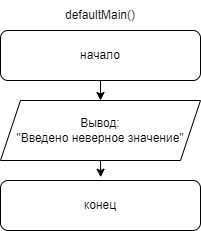 defaultMain()
начало
Вывод:
"Введено неверное значение"
конец